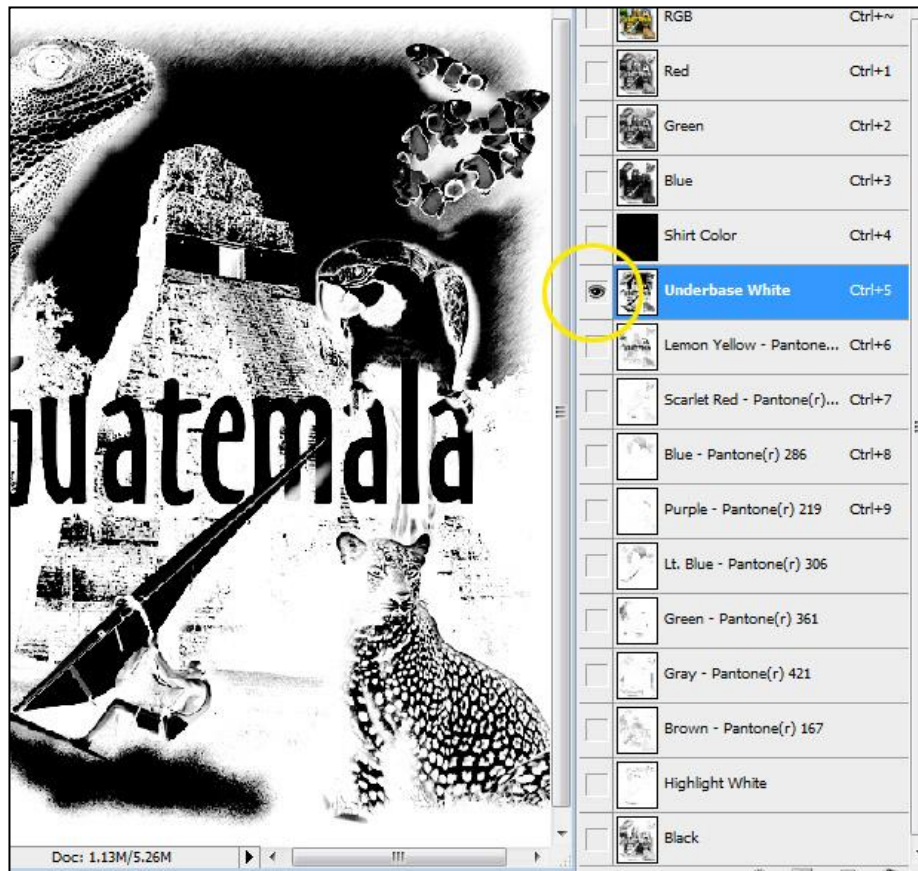 Guatemala
RGB Ctrl+~
Red Ctrl+1
Green Ctrl+2
Blue Ctrl+3
Shirt Color Ctrl+4
Underbase White Ctrl+5
Lemon Yellow - Pantone... Ctrl+6
Scarlet Red - Pantone(r)... Ctrl+7
Blue - Pantone(r) 286 Ctrl+8
Purple - Pantone(r) 219 Ctrl+9
Lt. Blue - Pantone(r) 306
Green - Pantone(r) 361
Gray - Pantone(r) 421
Brown - Pantone(r) 167
Highlight White
Black
Doc: 1.13M/5.26M